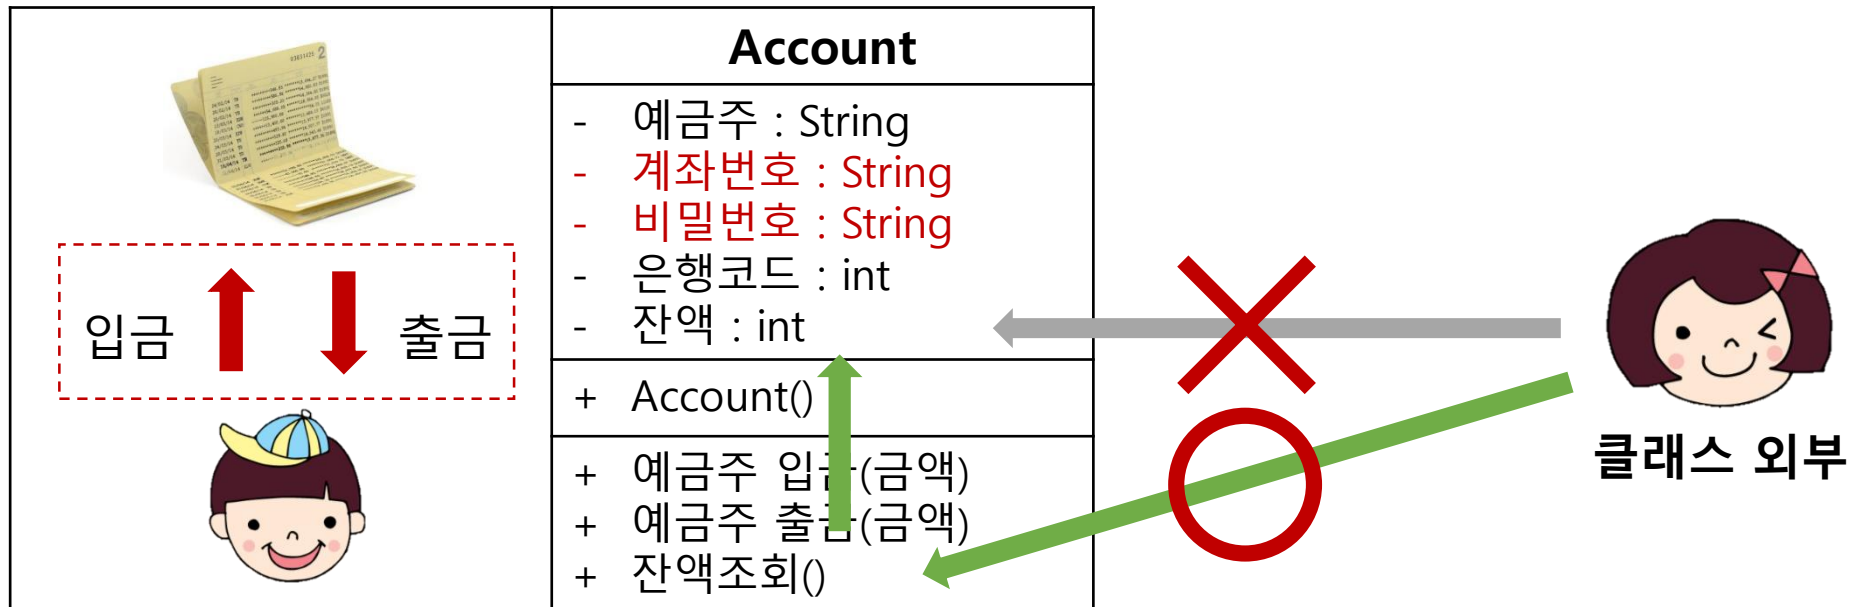 Account
- 예금주 : String
- 계좌번호 : String
- 비밀번호 : String
- 은행코드 : int
- 잔액 : int
입금
출금
+ Account()
+ 예금주 입금(금액)
+ 예금주 출금(금액)
+ 잔액조회()
클래스 외부